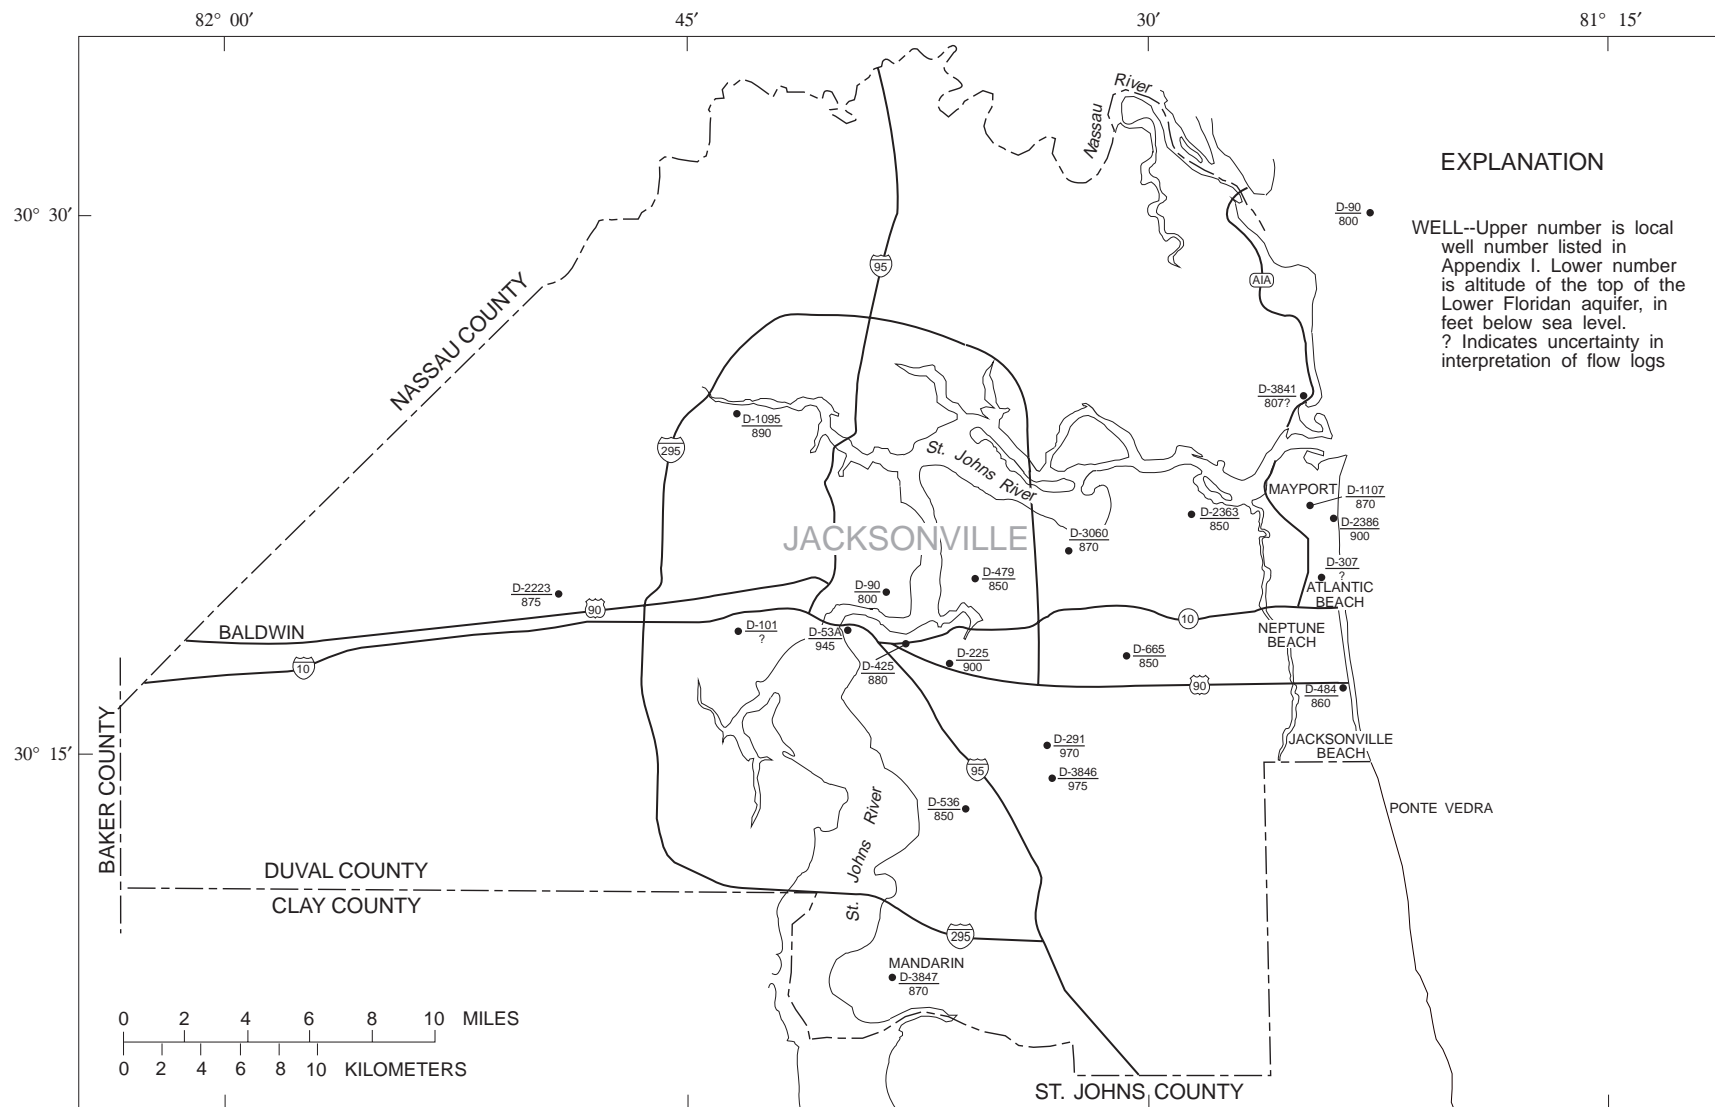 82° 00′
45′
30′
81° 15′
River
Nassau
EXPLANATION
30° 30′
D-90
800
WELL--Upper number is local
well number listed in
Appendix I. Lower number
is altitude of the top of the
Lower Floridan aquifer, in
feet below sea level.
? Indicates uncertainty in
interpretation of flow logs
95
AIA
NASSAU COUNTY
D-3841
807?
D-1095
890
295
St. Johns River
MAYPORT
D-1107
870
D-2363
850
D-2386
900
JACKSONVILLE
D-3060
870
D-307
?
D-479
850
D-2223
875
D-90
800
ATLANTIC
BEACH
90
10
BALDWIN
D-101
?
D-53A
945
NEPTUNE
BEACH
D-425
880
D-225
900
D-665
850
10
90
D-484
860
BAKER COUNTY
30° 15′
D-291
970
JACKSONVILLE
BEACH
95
D-3846
975
D-536
850
PONTE VEDRA
St. Johns River
DUVAL COUNTY
CLAY COUNTY
295
MANDARIN
D-3847
870
0 2 4 6 8 10 MILES
0 2 4 6 8 10 KILOMETERS
ST. JOHNS COUNTY